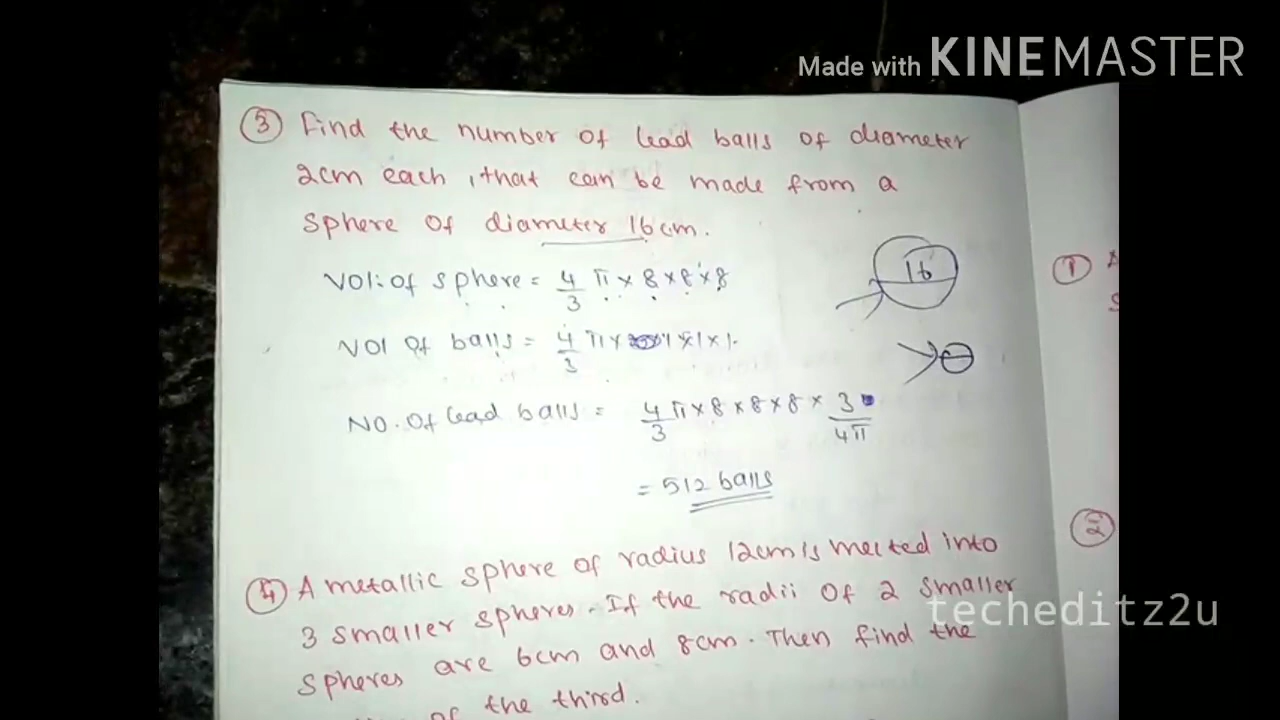 Made with KINEMASTER
③ Find the number of lead balls of diameter
2cm each, that can be made from a
sphere of diameter 16cm.
Vol: of sphere = 4/3 π × 8 × 8 × 8
16
①
Vol of balls = 4/3 π × 1 × 1 × 1.
No. of lead balls = 4/3 π × 8 × 8 × 8 × 3/4π
= 512 balls
②
④ A metallic sphere of radius 12cm is melted into
3 smaller spheres. If the radii of 2 smaller
techeditz2u
spheres are 6cm and 8cm. Then find the
of the third.